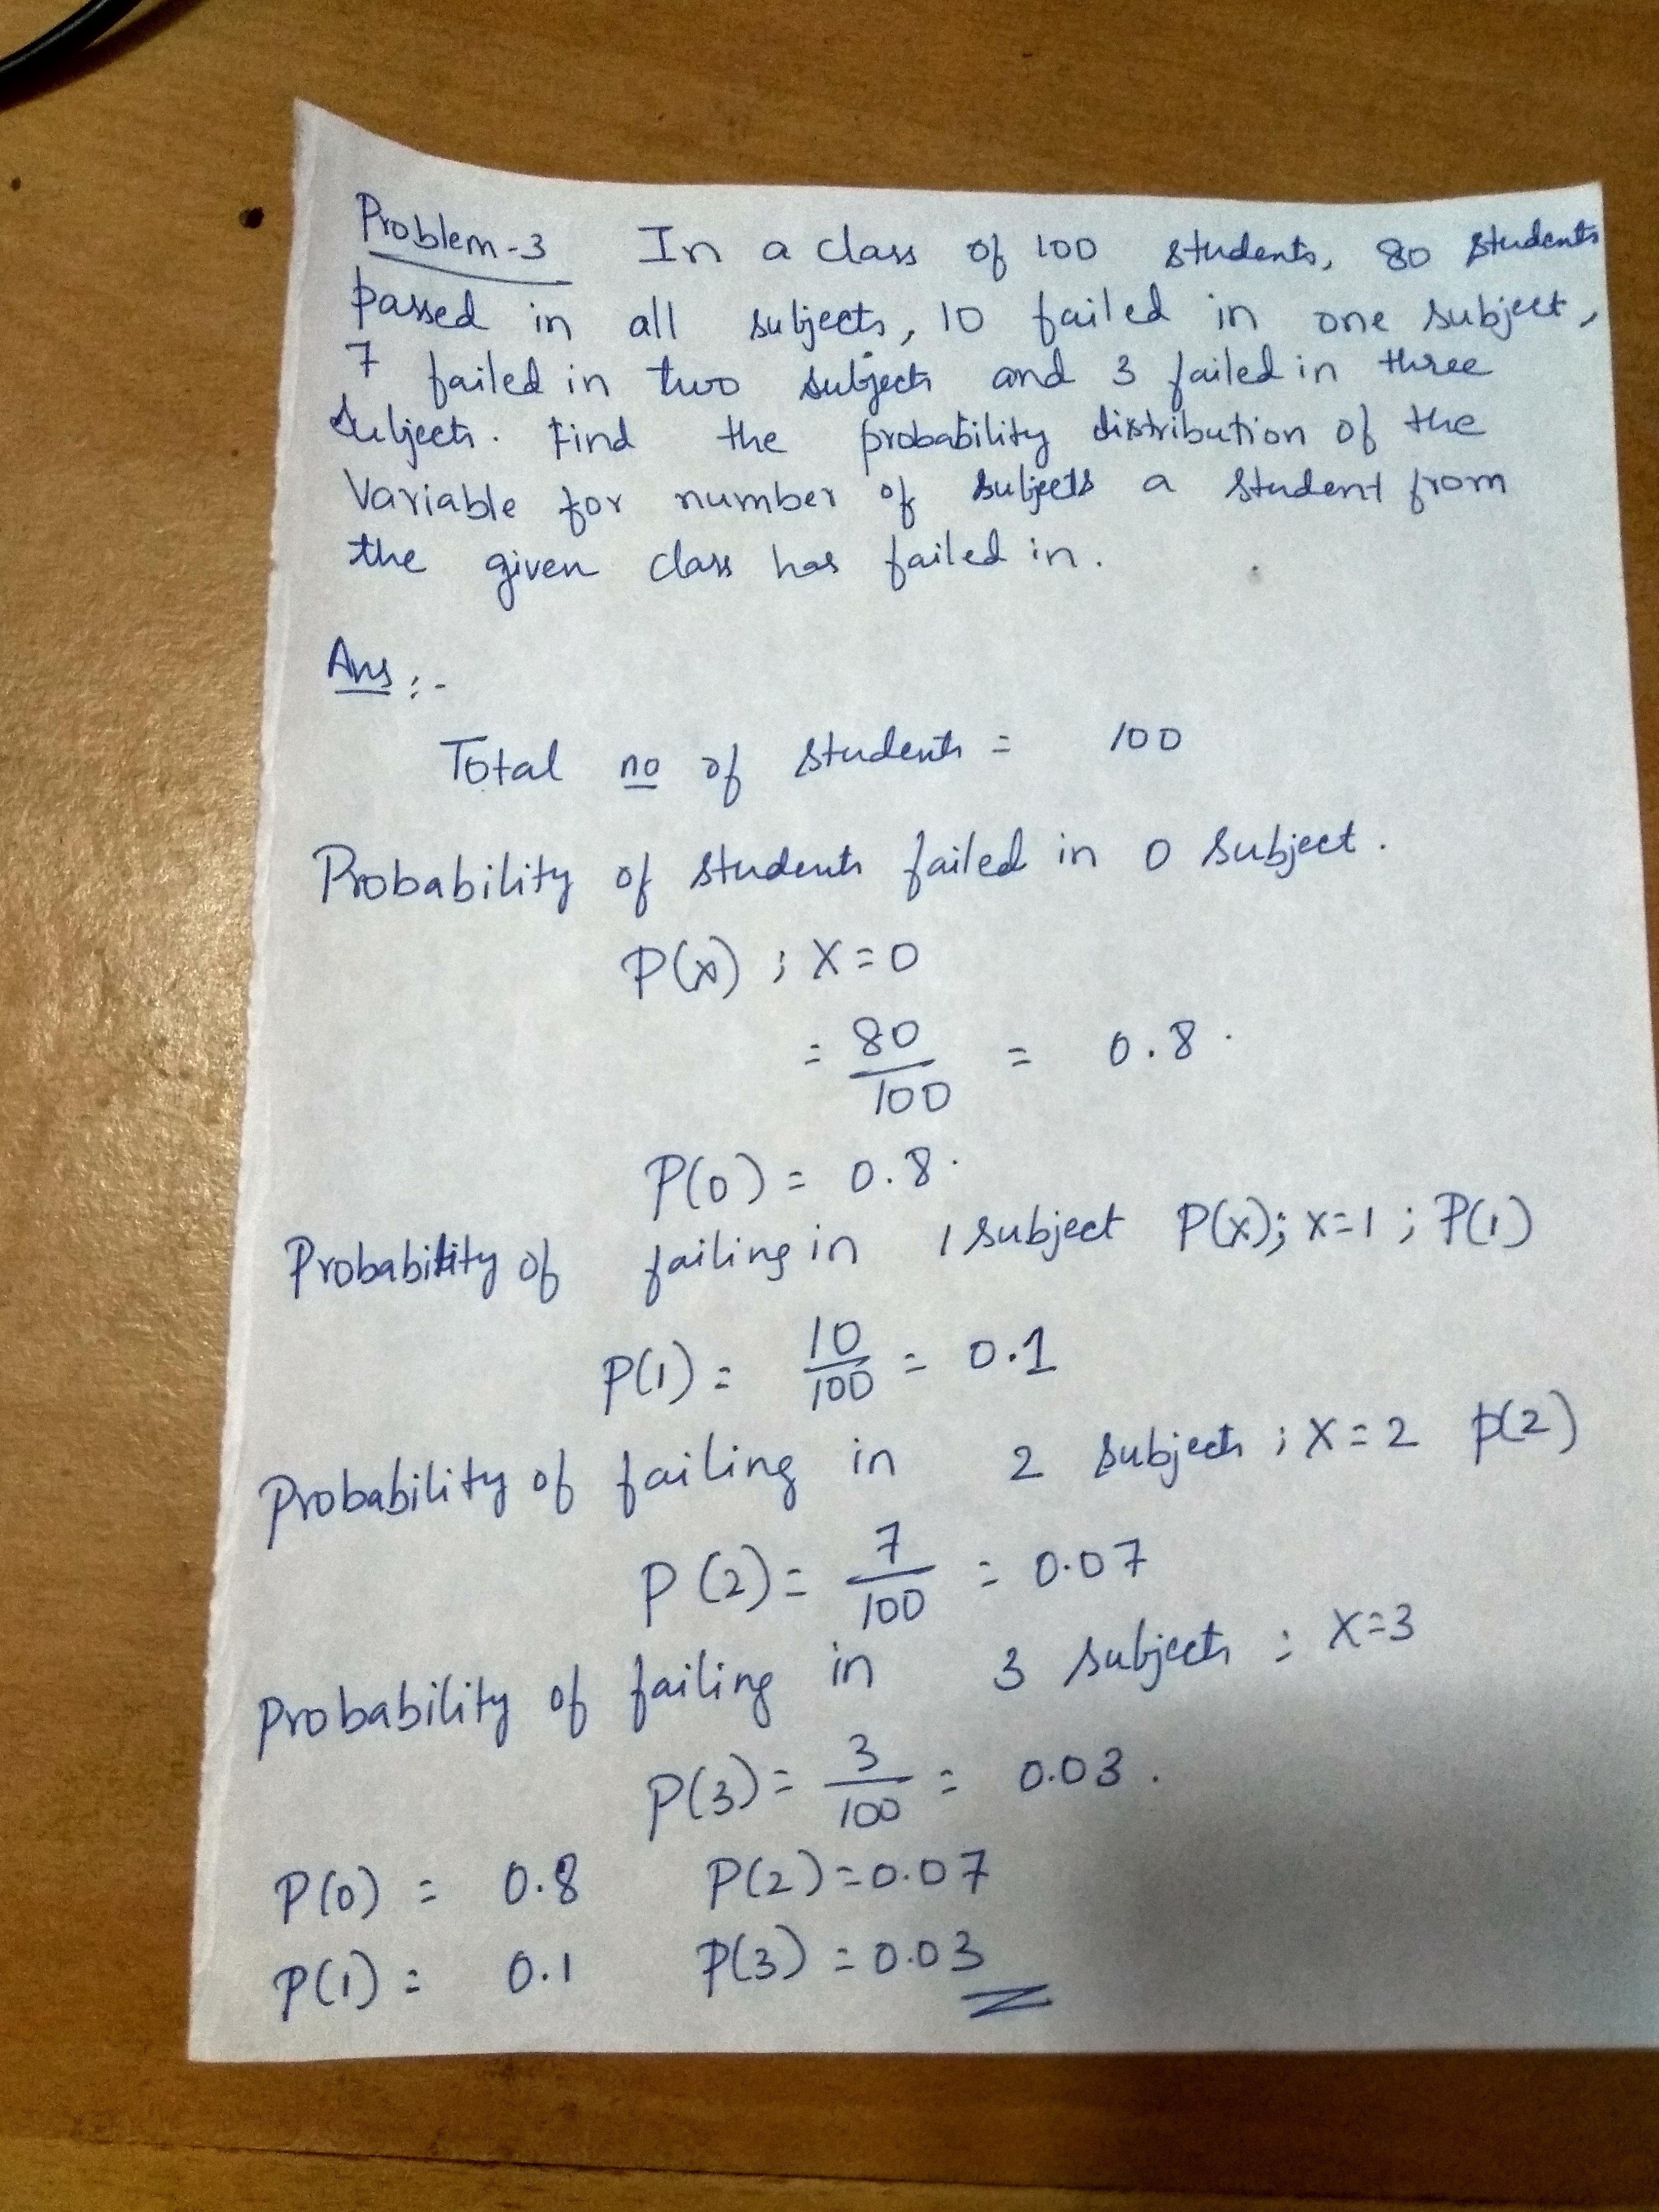 Problem-3 In a class of 100 students, 80 students
passed in all subjects, 10 failed in one subject,
7 failed in two subjects and 3 failed in three
subjects. Find the probability distribution of the
variable for number of subjects a student from
the given class has failed in.
Ans:-
Total no of students = 100
Probability of students failed in 0 subject.
P(x) ; X=0
= 80/100 = 0.8.
P(0) = 0.8.
Probability of failing in 1 subject P(x); x=1 ; P(1)
P(1) = 10/100 = 0.1
Probability of failing in 2 subjects ; X=2 p(2)
P(2) = 7/100 = 0.07
Probability of failing in 3 subjects : X=3
P(3) = 3/100 = 0.03.
P(0) = 0.8 P(2) = 0.07
P(1) = 0.1 P(3) = 0.03